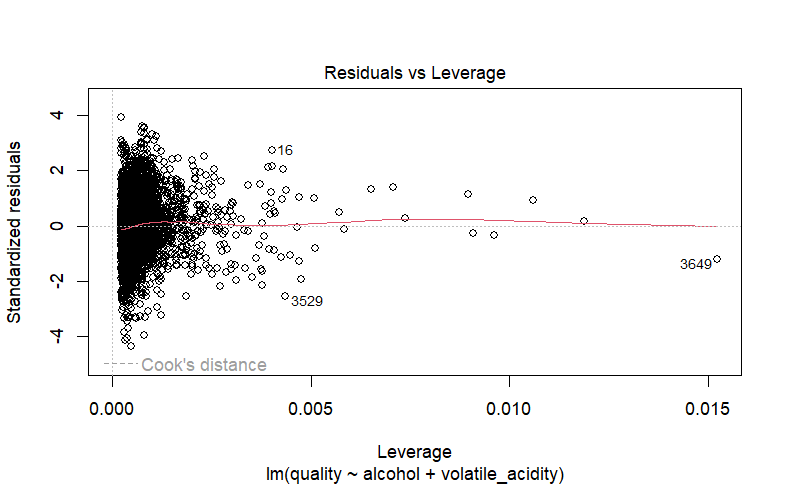 Residuals vs Leverage
Standardized residuals
4
2
0
-2
-4
16
3649
3529
Cook's distance
0.000 0.005 0.010 0.015
Leverage
lm(quality ~ alcohol + volatile_acidity)